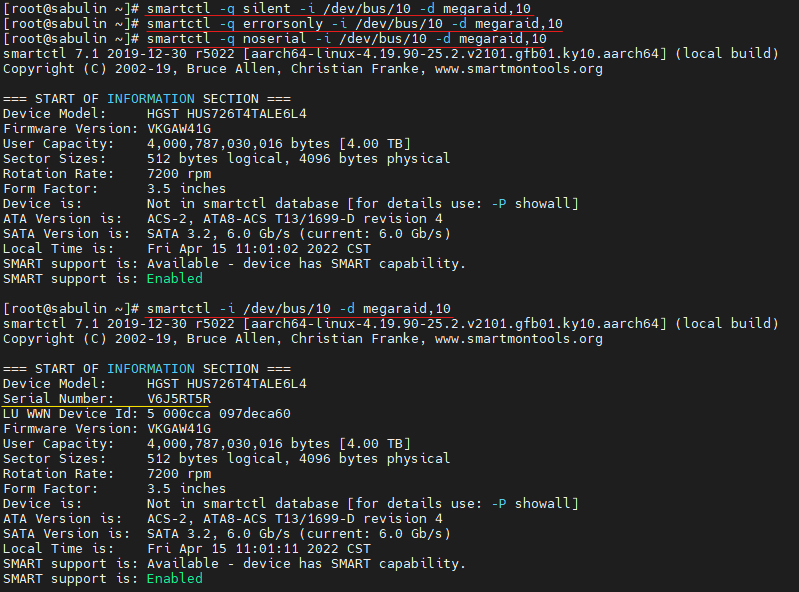 [root@sabulin ~]# smartctl -q silent -i /dev/bus/10 -d megaraid,10
[root@sabulin ~]# smartctl -q errorsonly -i /dev/bus/10 -d megaraid,10
[root@sabulin ~]# smartctl -q noserial -i /dev/bus/10 -d megaraid,10
smartctl 7.1 2019-12-30 r5022 [aarch64-linux-4.19.90-25.2.v2101.gfb01.ky10.aarch64] (local build)
Copyright (C) 2002-19, Bruce Allen, Christian Franke, www.smartmontools.org

=== START OF INFORMATION SECTION ===
Device Model:     HGST HUS726T4TALE6L4
Firmware Version: VKGAW41G
User Capacity:    4,000,787,030,016 bytes [4.00 TB]
Sector Sizes:     512 bytes logical, 4096 bytes physical
Rotation Rate:    7200 rpm
Form Factor:      3.5 inches
Device is:        Not in smartctl database [for details use: -P showall]
ATA Version is:   ACS-2, ATA8-ACS T13/1699-D revision 4
SATA Version is:  SATA 3.2, 6.0 Gb/s (current: 6.0 Gb/s)
Local Time is:    Fri Apr 15 11:01:02 2022 CST
SMART support is: Available - device has SMART capability.
SMART support is: Enabled

[root@sabulin ~]# smartctl -i /dev/bus/10 -d megaraid,10
smartctl 7.1 2019-12-30 r5022 [aarch64-linux-4.19.90-25.2.v2101.gfb01.ky10.aarch64] (local build)
Copyright (C) 2002-19, Bruce Allen, Christian Franke, www.smartmontools.org

=== START OF INFORMATION SECTION ===
Device Model:     HGST HUS726T4TALE6L4
Serial Number:    V6J5RT5R
LU WWN Device Id: 5 000cca 097deca60
Firmware Version: VKGAW41G
User Capacity:    4,000,787,030,016 bytes [4.00 TB]
Sector Sizes:     512 bytes logical, 4096 bytes physical
Rotation Rate:    7200 rpm
Form Factor:      3.5 inches
Device is:        Not in smartctl database [for details use: -P showall]
ATA Version is:   ACS-2, ATA8-ACS T13/1699-D revision 4
SATA Version is:  SATA 3.2, 6.0 Gb/s (current: 6.0 Gb/s)
Local Time is:    Fri Apr 15 11:01:11 2022 CST
SMART support is: Available - device has SMART capability.
SMART support is: Enabled